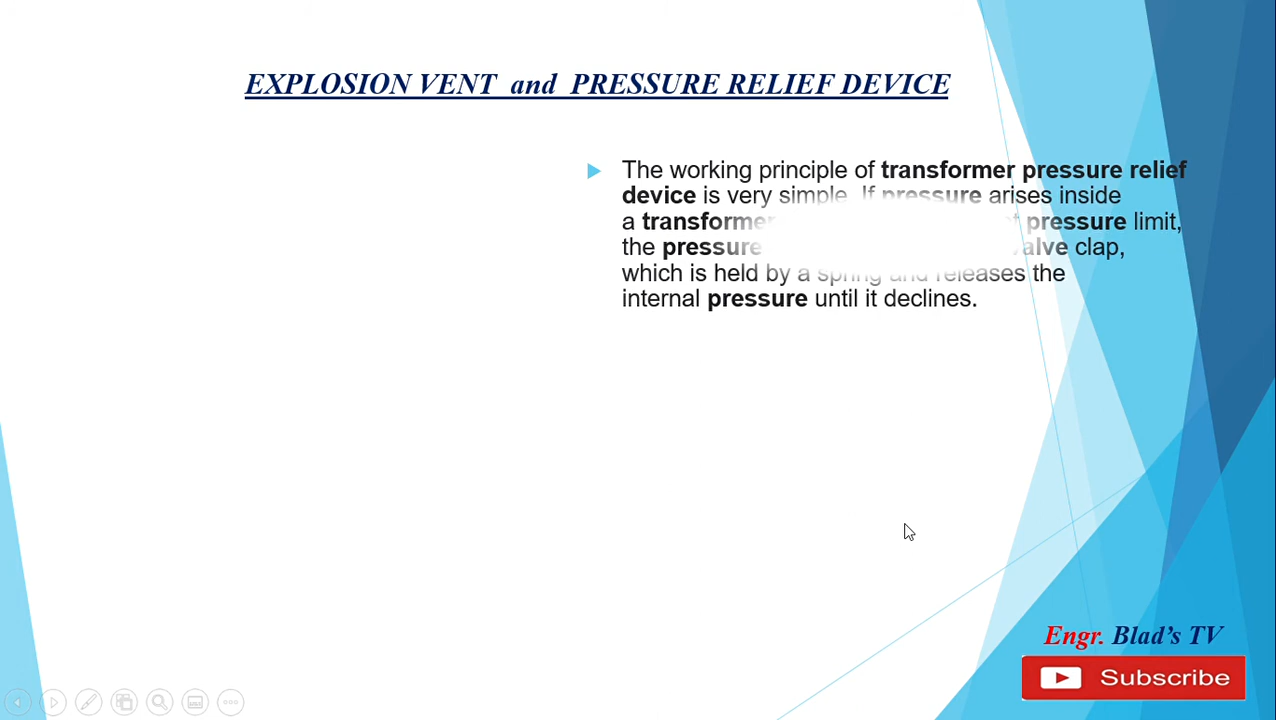 EXPLOSION VENT and PRESSURE RELIEF DEVICE
The working principle of transformer pressure relief
device is very simple. If pressure arises inside
a transformer pressure limit,
the pressure clap,
which is held by a spring and releases the
internal pressure until it declines.
Engr. Blad's TV
Subscribe